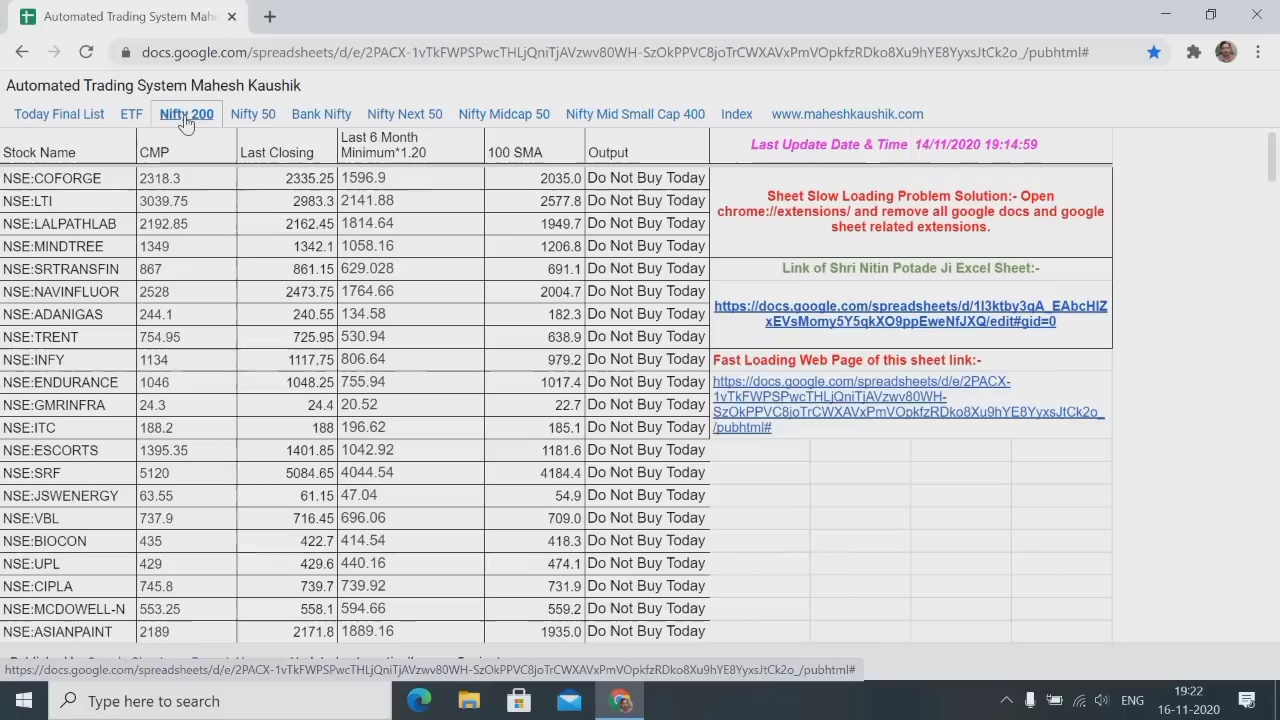 Automated Trading System Mah
docs.google.com/spreadsheets/d/e/2PACX-1vTkFWPSPwcTHLjQniTjAVzwv80WH-SzOkPPVC8joTrCWXAVxPmVOpkfzRDko8Xu9hYE8YyxsJtCk2o_/pubhtml#
Automated Trading System Mahesh Kaushik
Today Final List ETF Nifty 200 Nifty 50 Bank Nifty Nifty Next 50 Nifty Midcap 50 Nifty Mid Small Cap 400 Index www.maheshkaushik.com
Stock Name CMP Last Closing Last 6 Month Minimum*1.20 100 SMA Output Last Update Date & Time 14/11/2020 19:14:59
NSE:COFORGE 2318.3 2335.25 1596.9 2035.0 Do Not Buy Today
NSE:LTI 3039.75 2983.3 2141.88 2577.8 Do Not Buy Today
NSE:LALPATHLAB 2192.85 2162.45 1814.64 1949.7 Do Not Buy Today
NSE:MINDTREE 1349 1342.1 1058.16 1206.8 Do Not Buy Today
NSE:SRTRANSFIN 867 861.15 629.028 691.1 Do Not Buy Today
NSE:NAVINFLUOR 2528 2473.75 1764.66 2004.7 Do Not Buy Today
NSE:ADANIGAS 244.1 240.55 134.58 182.3 Do Not Buy Today
NSE:TRENT 754.95 725.95 530.94 638.9 Do Not Buy Today
NSE:INFY 1134 1117.75 806.64 979.2 Do Not Buy Today
NSE:ENDURANCE 1046 1048.25 755.94 1017.4 Do Not Buy Today
NSE:GMRINFRA 24.3 24.4 20.52 22.7 Do Not Buy Today
NSE:ITC 188.2 188 196.62 185.1 Do Not Buy Today
NSE:ESCORTS 1395.35 1401.85 1042.92 1181.6 Do Not Buy Today
NSE:SRF 5120 5084.65 4044.54 4184.4 Do Not Buy Today
NSE:JSWENERGY 63.55 61.15 47.04 54.9 Do Not Buy Today
NSE:VBL 737.9 716.45 696.06 709.0 Do Not Buy Today
NSE:BIOCON 435 422.7 414.54 418.3 Do Not Buy Today
NSE:UPL 429 429.6 440.16 474.1 Do Not Buy Today
NSE:CIPLA 745.8 739.7 739.92 731.9 Do Not Buy Today
NSE:MCDOWELL-N 553.25 558.1 594.66 559.2 Do Not Buy Today
NSE:ASIANPAINT 2189 2171.8 1889.16 1935.0 Do Not Buy Today
Sheet Slow Loading Problem Solution:- Open
chrome://extensions/ and remove all google docs and google
sheet related extensions.
Link of Shri Nitin Potade Ji Excel Sheet:-
https://docs.google.com/spreadsheets/d/1I3ktby3qA_EAbcHIZ
xEVsMomy5Y5qkXO9ppEweNfJXQ/edit#gid=0
Fast Loading Web Page of this sheet link:-
https://docs.google.com/spreadsheets/d/e/2PACX-
1vTkFWPSPwcTHLjQniTjAVzwv80WH-
SzOkPPVC8joTrCWXAVxPmVOpkfzRDko8Xu9hYE8YyxsJtCk2o_
/pubhtml#
https://docs.google.com/spreadsheets/d/e/2PACX-1vTkFWPSPwcTHLjQniTjAVzwv80WH-SzOkPPVC8joTrCWXAVxPmVOpkfzRDko8Xu9hYE8YyxsJtCk2o_/pubhtml#
Type here to search
ENG
19:22
16-11-2020